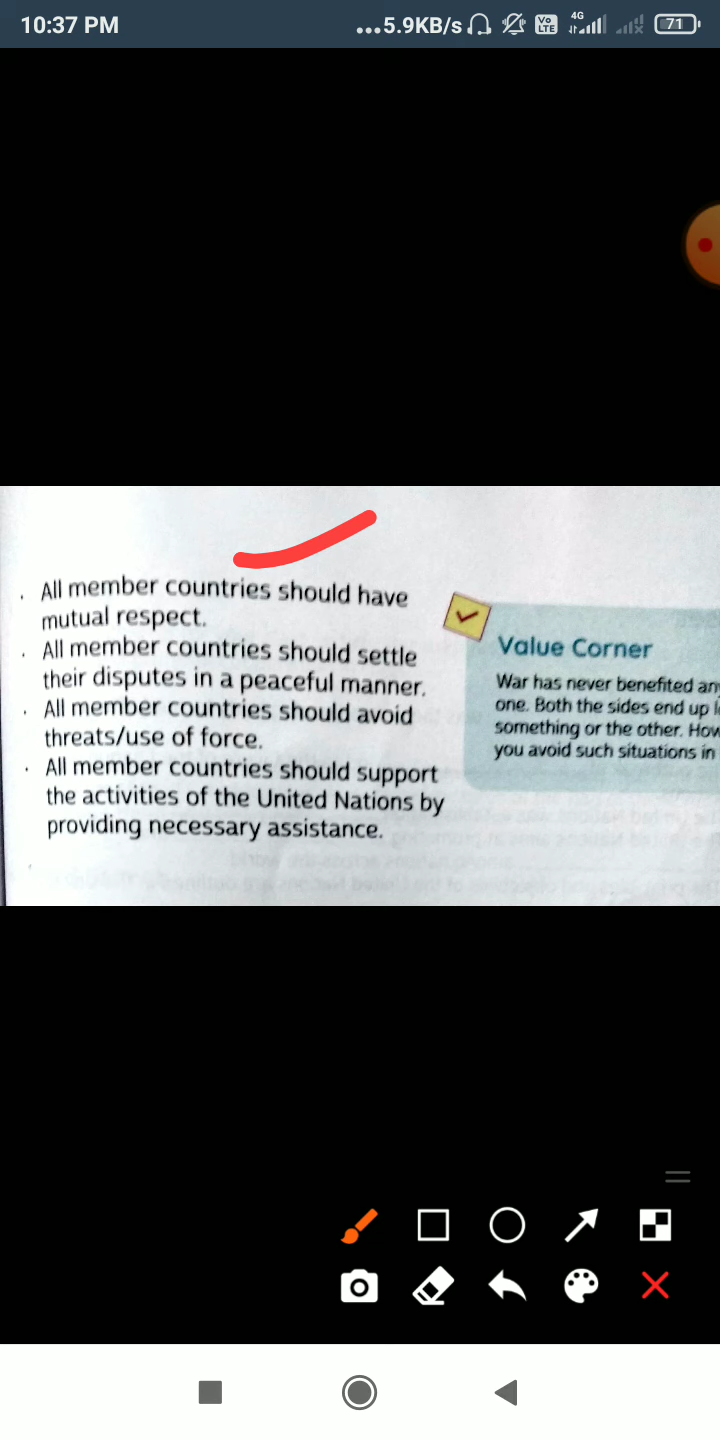 10:37 PM
...5.9KB/s
Vo
LTE
4G
71
. All member countries should have
mutual respect.
. All member countries should settle
their disputes in a peaceful manner.
. All member countries should avoid
threats/use of force.
. All member countries should support
the activities of the United Nations by
providing necessary assistance.
Value Corner
War has never benefited
one. Both the sides end up
something or the other.
you avoid such situations in